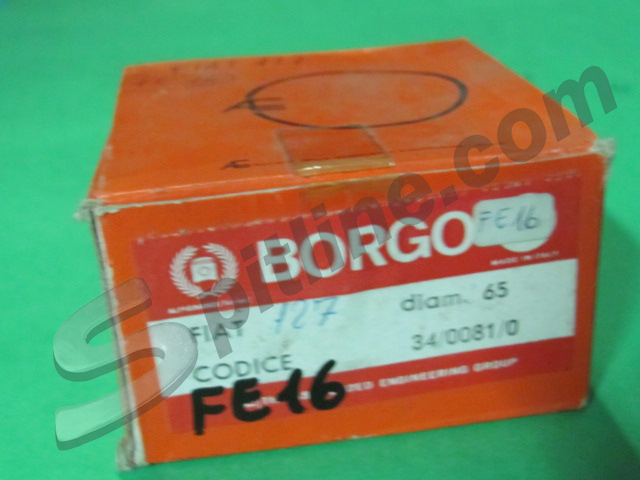 Spitline.com
BORGO FE16
MADE IN ITALY
FIAT 127 diam. 65
CODICE 34/0081/0
ENGINEERING GROUP
FE16